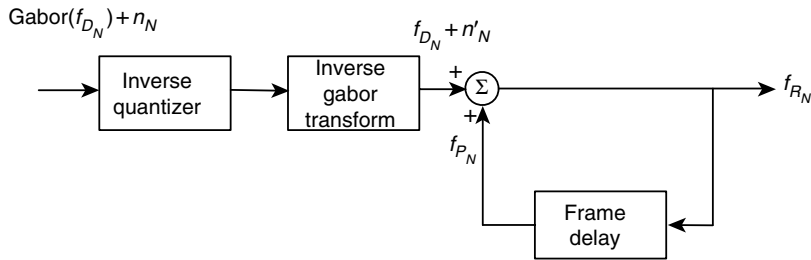 Gabor(f_{D_N}) + n_N
Inverse
quantizer
Inverse
gabor
transform
f_{D_N} + n'_N
+
Σ
+
f_{P_N}
f_{R_N}
Frame
delay